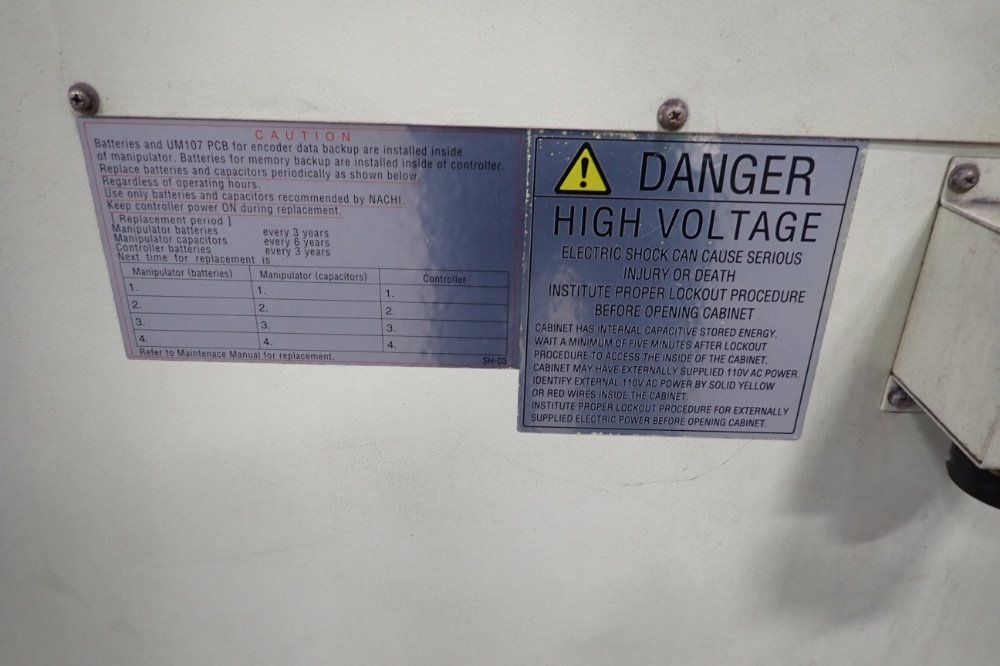 CAUTION
Batteries and UM107 PCB for encoder data backup are installed inside
of manipulator. Batteries for memory backup are installed inside of controller.
Replace batteries and capacitors periodically as shown below.
Regardless of operating hours.
Use only batteries and capacitors recommended by NACHI.
Keep controller power ON during replacement.
[ Replacement period ]
Manipulator batteries every 3 years
Manipulator capacitors every 6 years
Controller batteries every 3 years
Next time for replacement is
Manipulator (batteries) Manipulator (capacitors) Controller
1. 1. 1.
2. 2. 2.
3. 3. 3.
4. 4. 4.
Refer to Maintenace Manual for replacement. SH-03
DANGER
HIGH VOLTAGE
ELECTRIC SHOCK CAN CAUSE SERIOUS
INJURY OR DEATH
INSTITUTE PROPER LOCKOUT PROCEDURE
BEFORE OPENING CABINET
CABINET HAS INTERNAL CAPACITIVE STORED ENERGY.
WAIT A MINIMUM OF FIVE MINUTES AFTER LOCKOUT
PROCEDURE TO ACCESS THE INSIDE OF THE CABINET.
CABINET MAY HAVE EXTERNALLY SUPPLIED 110V AC POWER.
IDENTIFY EXTERNAL 110V AC POWER BY SOLID YELLOW
OR RED WIRES INSIDE THE CABINET.
INSTITUTE PROPER LOCKOUT PROCEDURE FOR EXTERNALLY
SUPPLIED ELECTRIC POWER BEFORE OPENING CABINET.